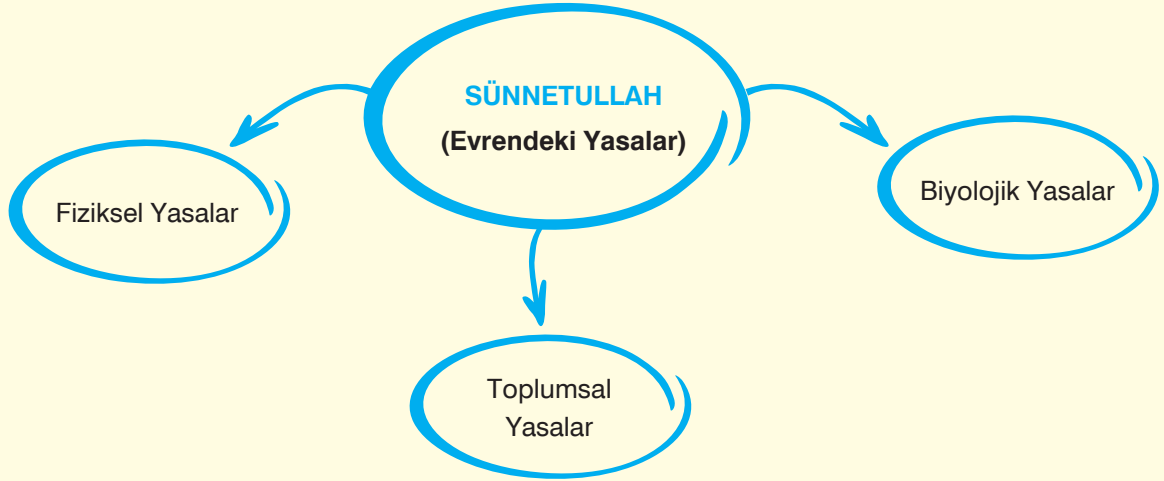 SÜNNETULLAH
(Evrendeki Yasalar)
Fiziksel Yasalar
Biyolojik Yasalar
Toplumsal
Yasalar